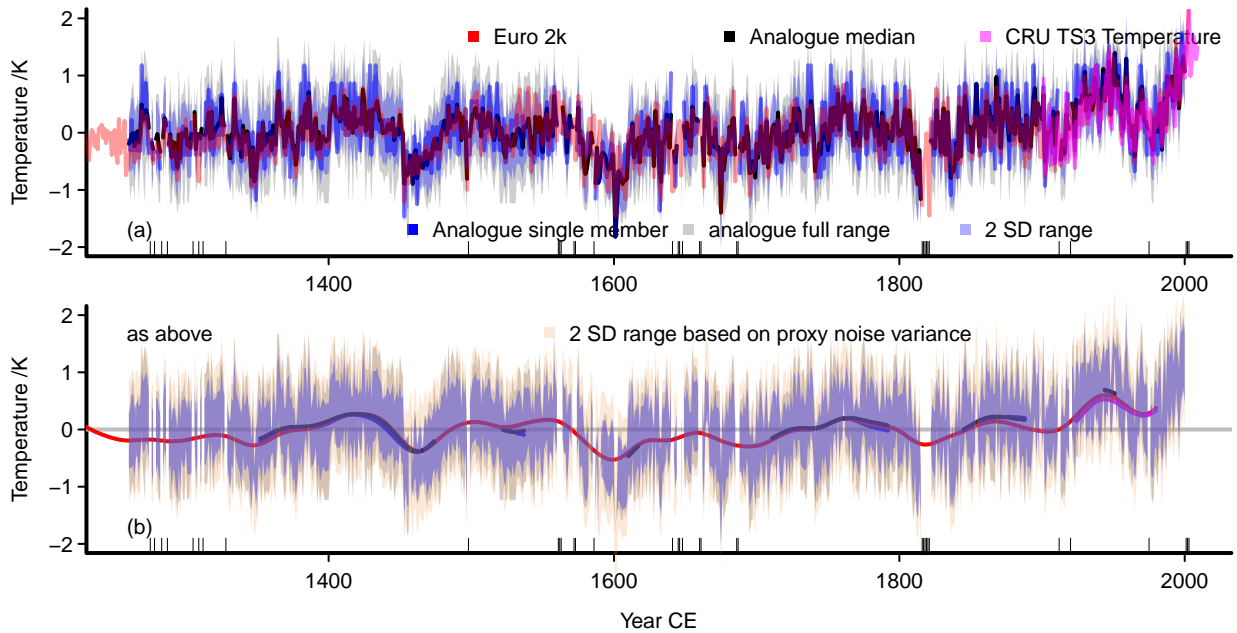 2
1
0
−1
−2
Temperature /K
Euro 2k
Analogue median
CRU TS3 Temperature
(a)
Analogue single member
analogue full range
2 SD range
1400
1600
1800
2000
2
1
0
−1
−2
Temperature /K
as above
2 SD range based on proxy noise variance
(b)
1400
1600
1800
2000
Year CE